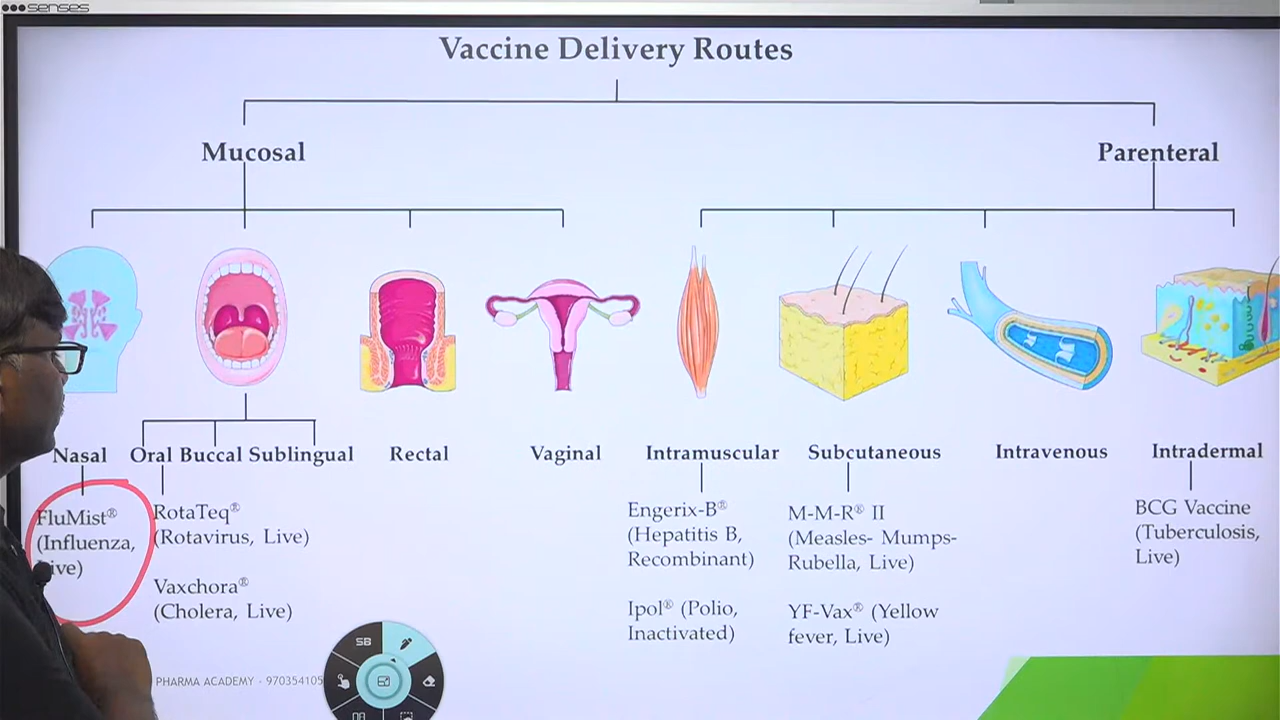 senses
Vaccine Delivery Routes
Mucosal
Parenteral
Nasal
Oral Buccal Sublingual
Rectal
Vaginal
Intramuscular
Subcutaneous
Intravenous
Intradermal
FluMist®
(Influenza,
Live)
RotaTeq®
(Rotavirus, Live)
Vaxchora®
(Cholera, Live)
Engerix-B®
(Hepatitis B,
Recombinant)
Ipol® (Polio,
Inactivated)
M-M-R® II
(Measles- Mumps-
Rubella, Live)
YF-Vax® (Yellow
fever, Live)
BCG Vaccine
(Tuberculosis,
Live)
SB
PHARMA ACADEMY - 970354105